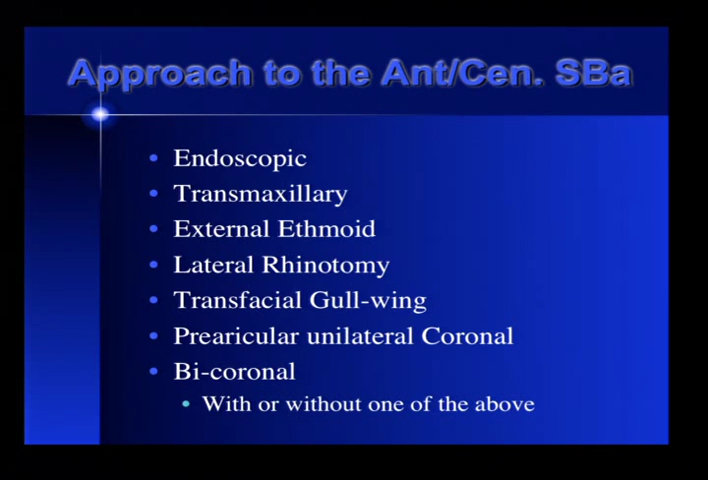 Approach to the Ant/Cen. SBa
Endoscopic
Transmaxillary
External Ethmoid
Lateral Rhinotomy
Transfacial Gull-wing
Prearicular unilateral Coronal
Bi-coronal
With or without one of the above